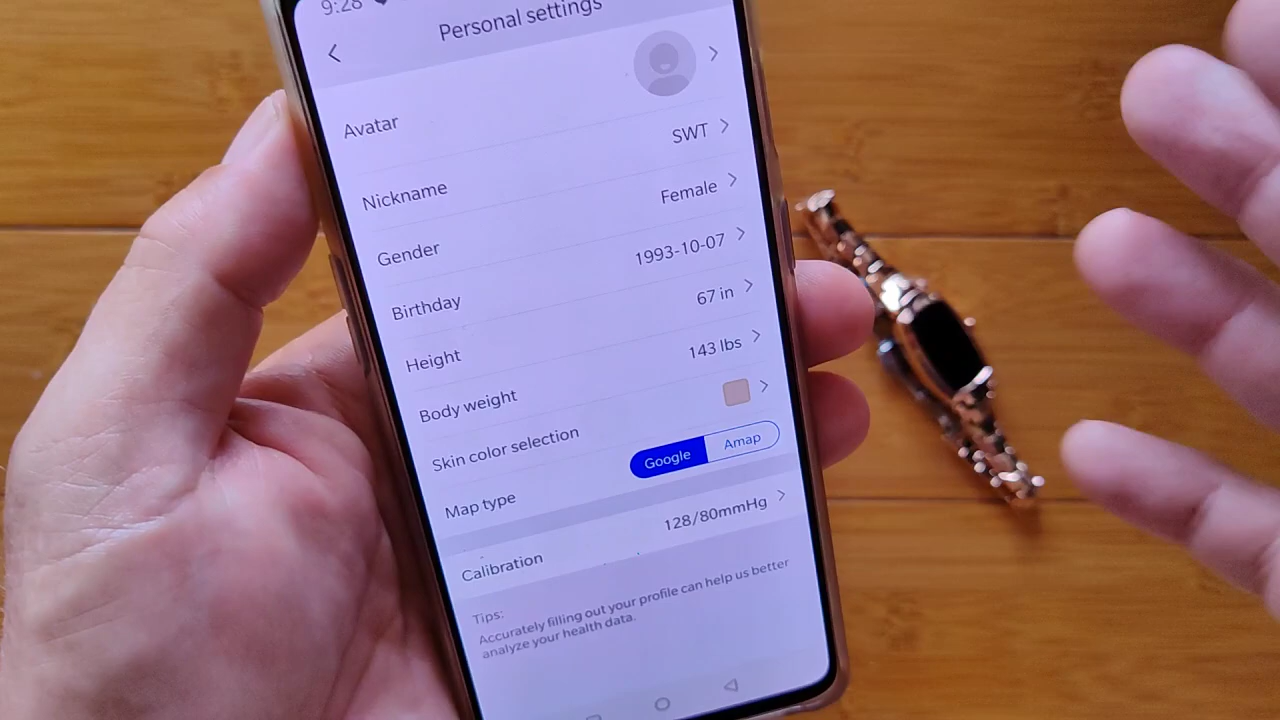 9:28
Personal settings
Avatar
Nickname SWT
Gender Female
Birthday 1993-10-07
Height 67 in
Body weight 143 lbs
Skin color selection
Map type Google Amap
Calibration 128/80mmHg
Tips:
Accurately filling out your profile can help us better
analyze your health data.